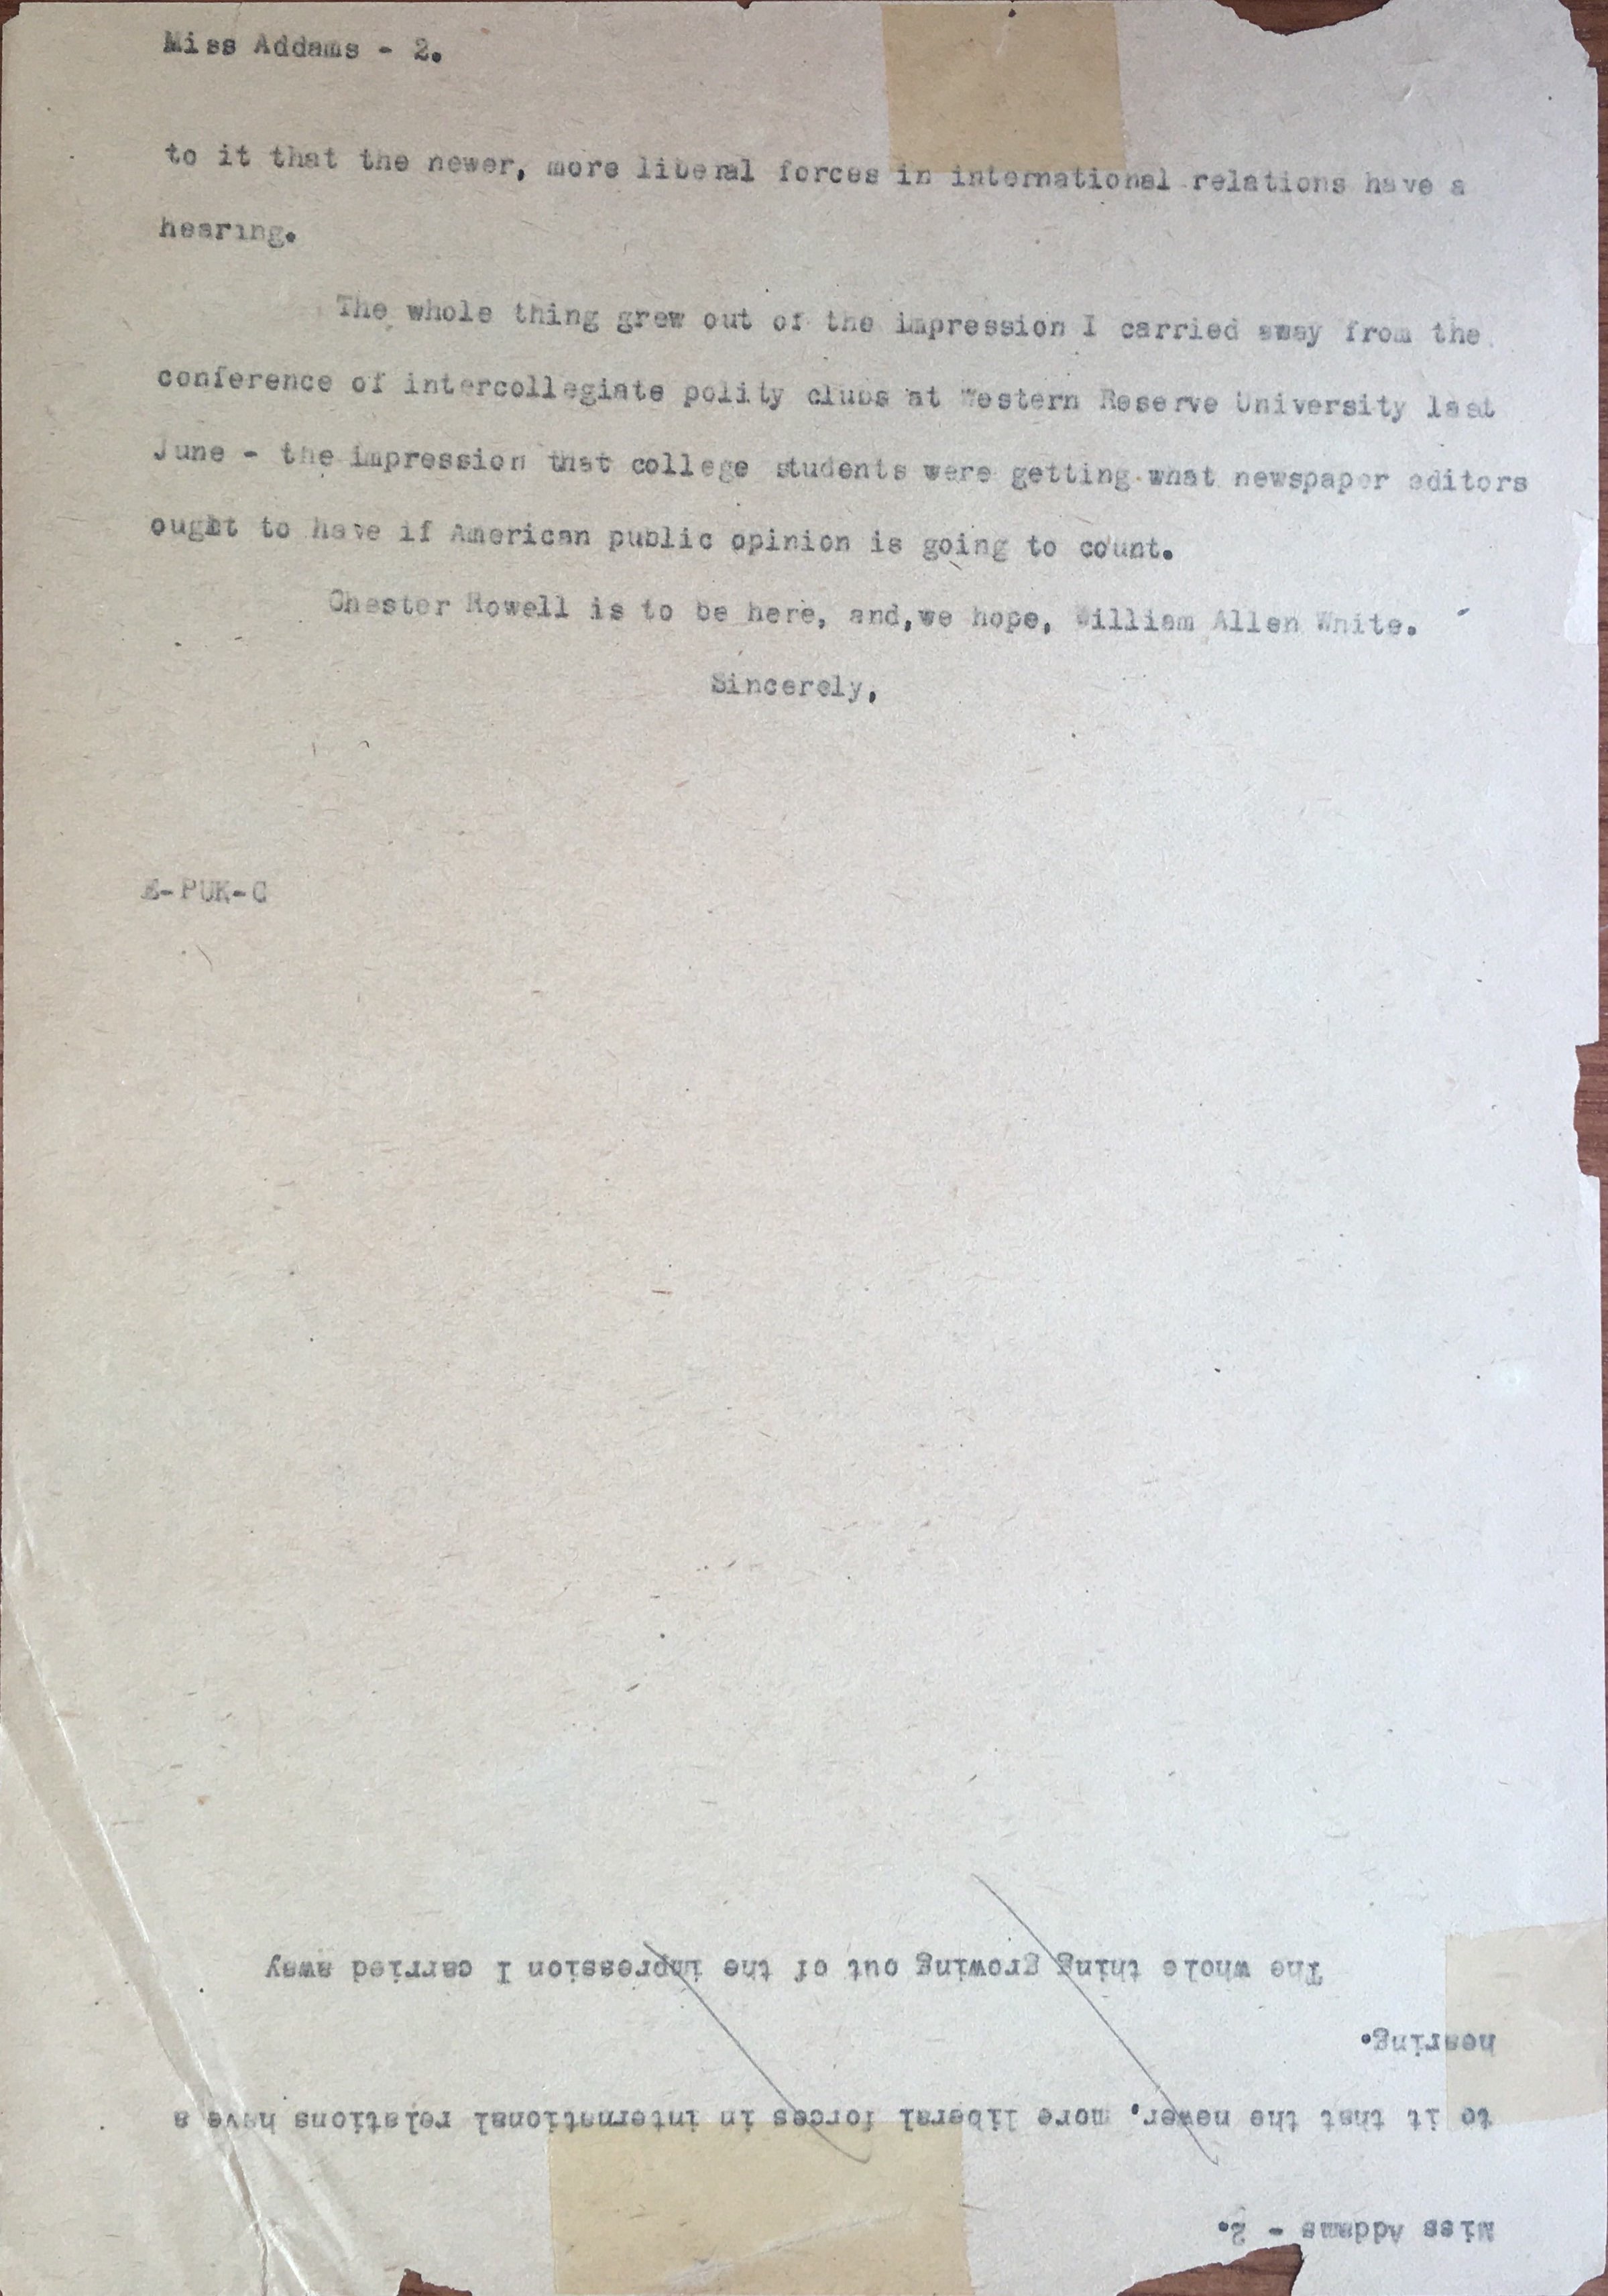 Miss Addams - 2.
to it that the newer, more liberal forces in international relations have a
hearing.
The whole thing grew out of the impression I carried away from the
conference of intercollegiate polity clubs at Western Reserve University last
June - the impression that college students were getting what newspaper editors
ought to have if American public opinion is going to count.
Chester Rowell is to be here, and,we hope, William Allen White.
Sincerely,
E-PUK-C
Miss Addams - 2.
to it that the newer, more liberal forces in international relations have a
hearing.
The whole thing growing out of the impression I carried away